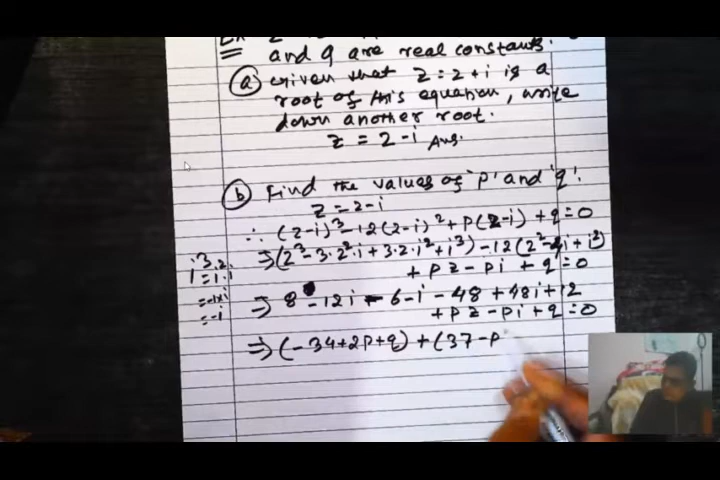 and q are real constants.
(a) Given that z = 2 + i is a
root of this equation, write
down another root.
z = 2 - i Ans.
(b) Find the values of 'p' and 'q'.
z = 2 - i
∴ (2-i)³ - 12(2-i)² + P(2-i) + q = 0
⇒ (2³ - 3·2²·i + 3·2·i² + i³) - 12(2² - 4i + i²)
+ P2 - Pi + q = 0
i³ = i²·i
= -1×i
= -i
⇒ 8 - 12i - 6 - i - 48 + 48i + 12
+ P2 - Pi + q = 0
⇒ (-34 + 2P + q) + (37 - P